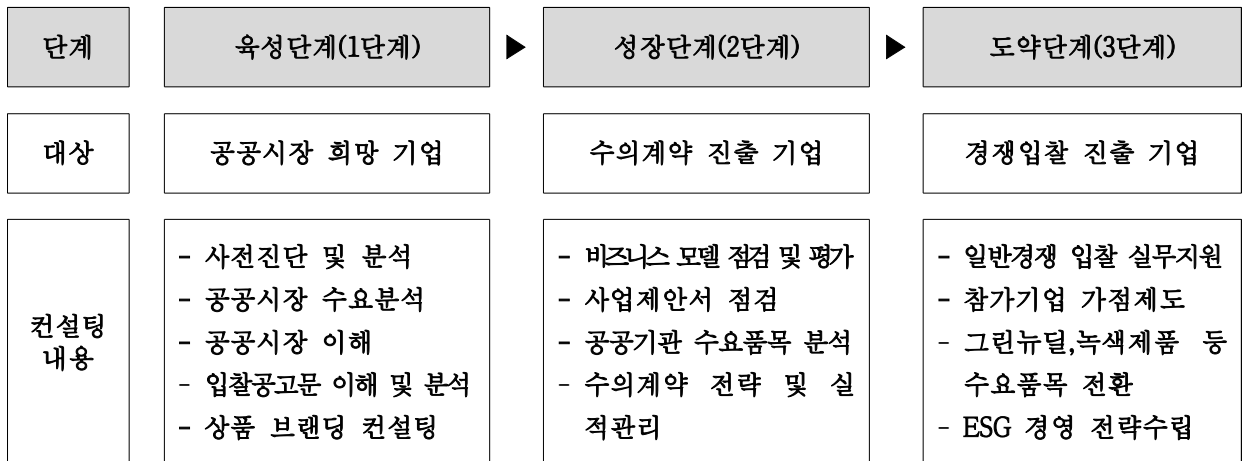 단계
육성단계(1단계) ▶ 성장단계(2단계) ▶ 도약단계(3단계)
대상
공공시장 희망 기업
수의계약 진출 기업
경쟁입찰 진출 기업
컨설팅
내용
- 사전진단 및 분석
- 공공시장 수요분석
- 공공시장 이해
- 입찰공고문 이해 및 분석
- 상품 브랜딩 컨설팅
- 비즈니스 모델 점검 및 평가
- 사업제안서 점검
- 공공기관 수요품목 분석
- 수의계약 전략 및 실
적관리
- 일반경쟁 입찰 실무지원
- 참가기업 가점제도
- 그린뉴딜,녹색제품 등
수요품목 전환
- ESG 경영 전략수립